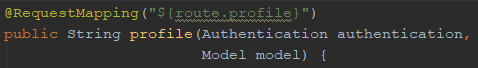 @RequestMapping("${route.profile}")
public String profile(Authentication authentication,
Model model) {